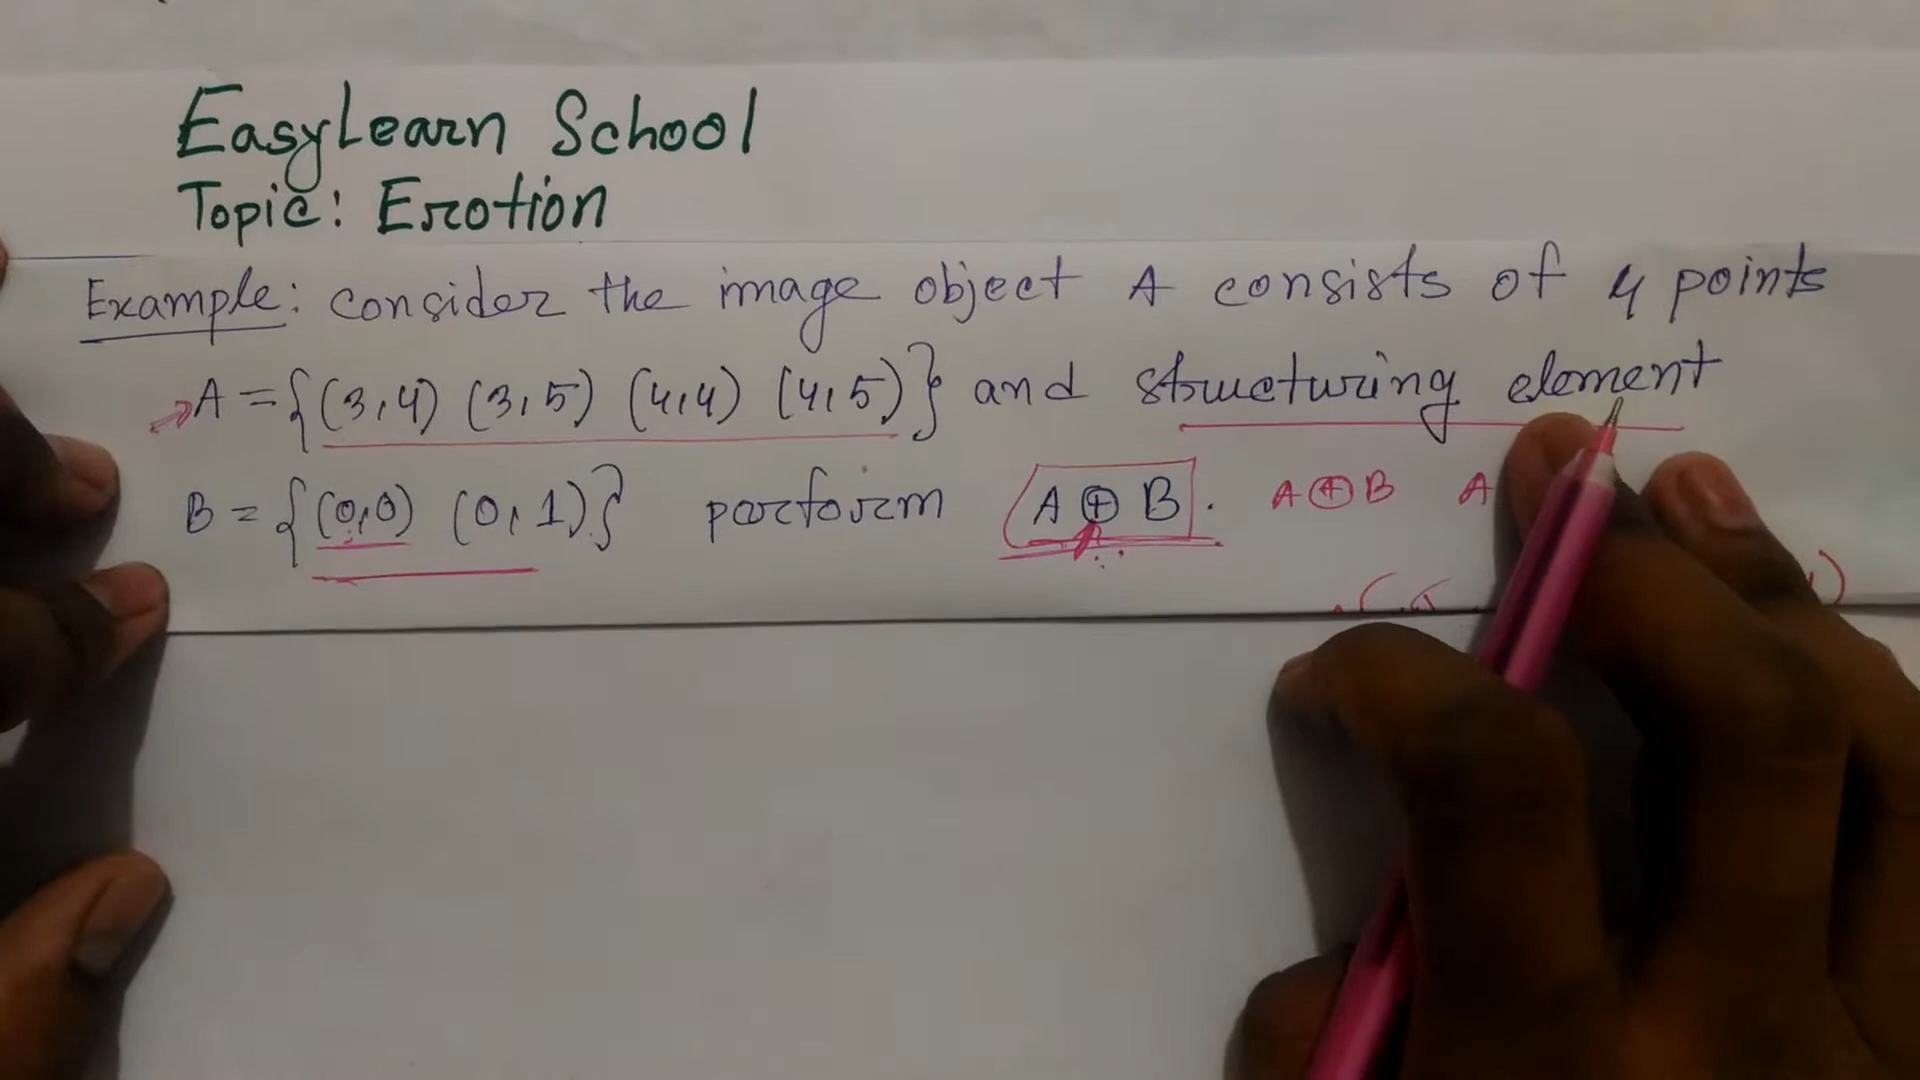 EasyLearn School
Topic: Erotion
Example: consider the image object A consists of 4 points
A = {(3,4) (3,5) (4,4) (4,5)} and structuring element
B = {(0,0) (0,1)} perform A ⊕ B. A ⊕ B A